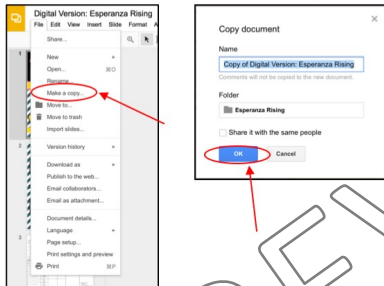 Digital Version: Esperanza Rising
File Edit View Insert Slide Format A
Share...
New
Open... ⌘O
Rename...
Make a copy...
Move to...
Move to trash
Import slides...
Version history
Download as
Publish to the web...
Email collaborators...
Email as attachment...
Document details...
Language
Page setup...
Print settings and preview
Print ⌘P
1
2
3
Copy document
Name
Copy of Digital Version: Esperanza Rising
Comments will not be copied to the new document.
Folder
Esperanza Rising
Share it with the same people
OK Cancel